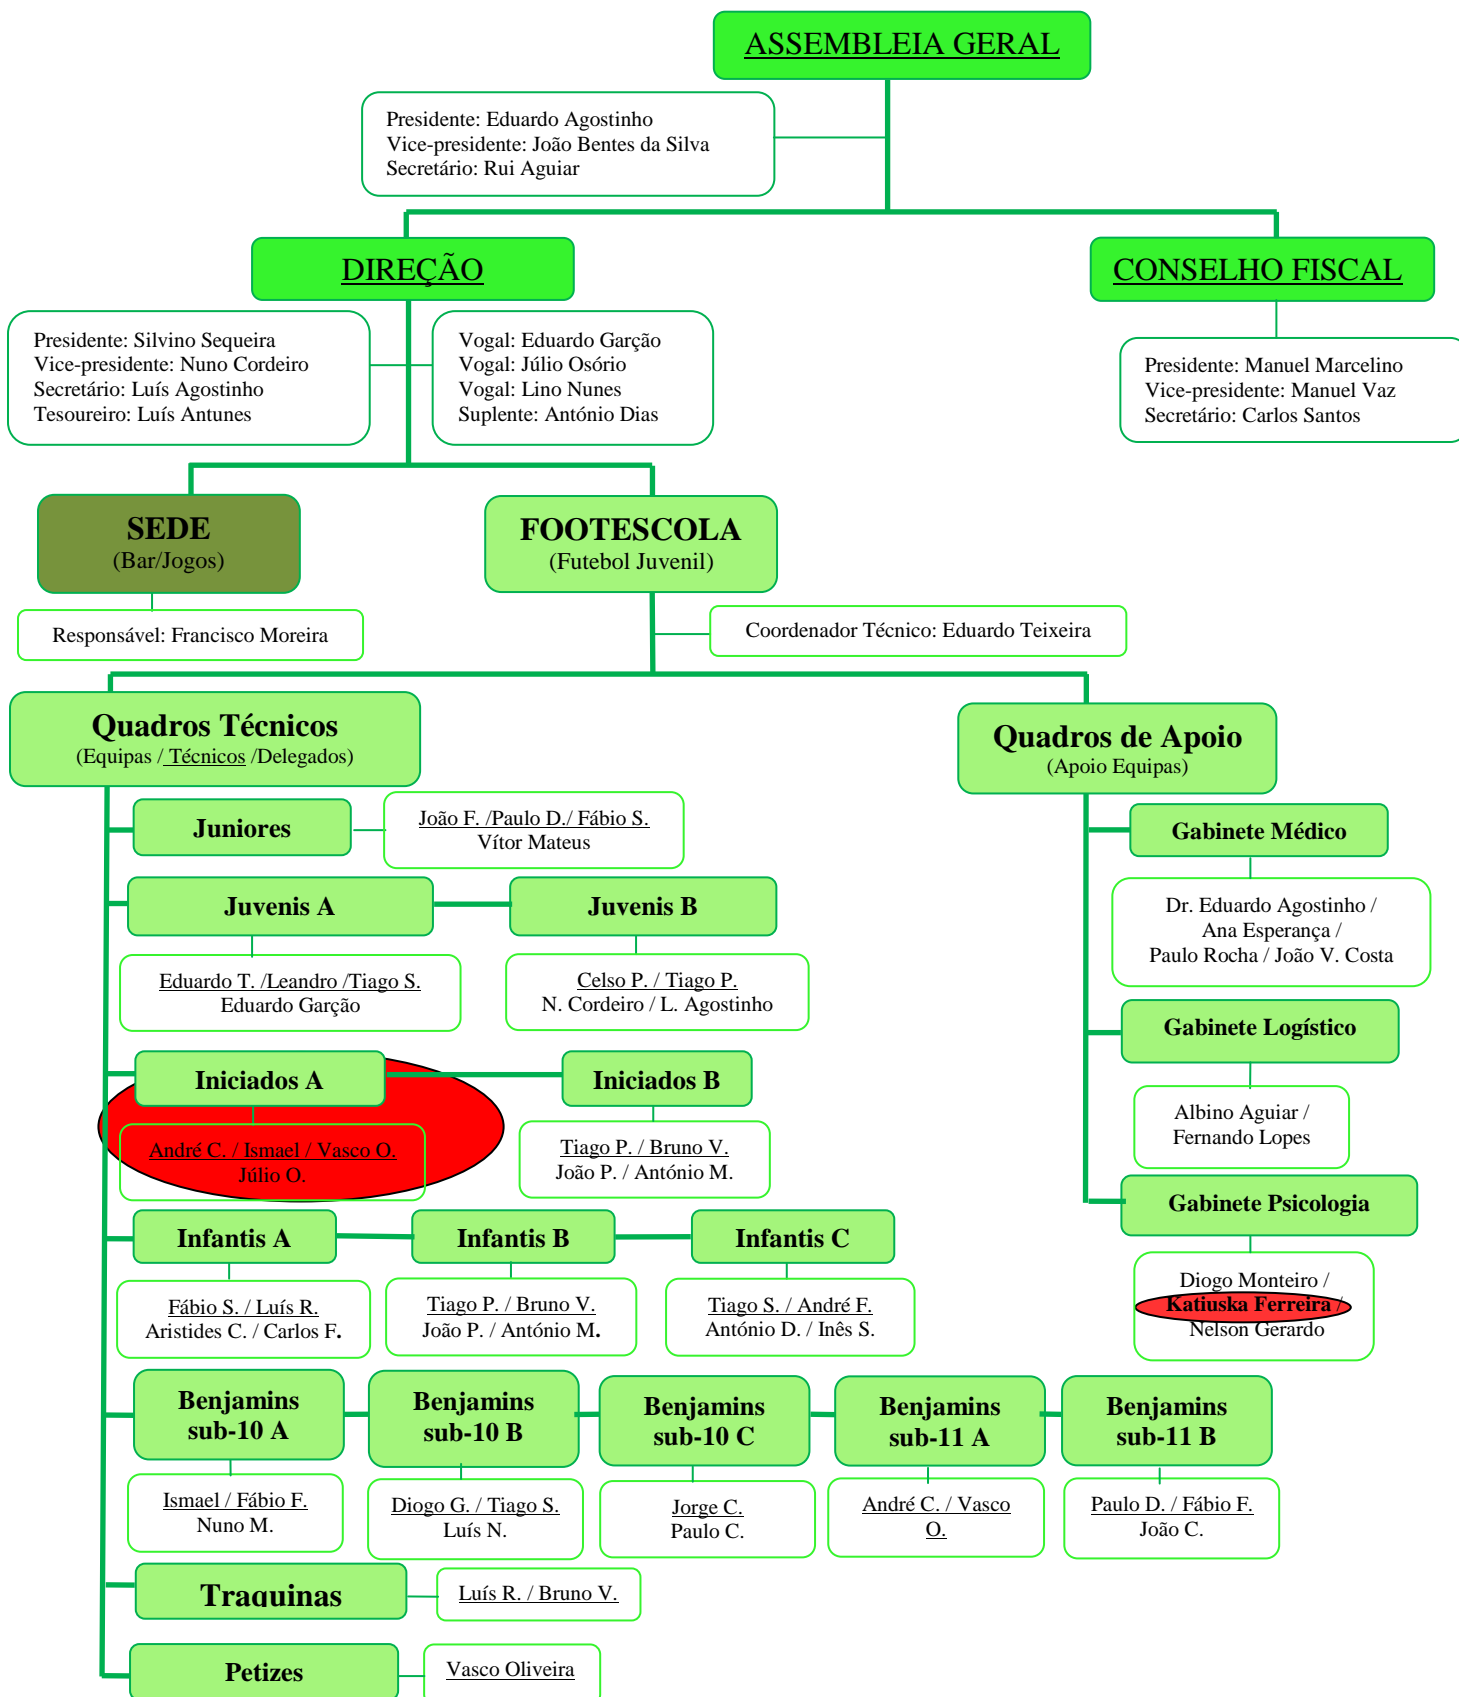 ASSEMBLEIA GERAL
Presidente: Eduardo Agostinho
Vice-presidente: João Bentes da Silva
Secretário: Rui Aguiar
DIREÇÃO
CONSELHO FISCAL
Presidente: Silvino Sequeira
Vice-presidente: Nuno Cordeiro
Secretário: Luís Agostinho
Tesoureiro: Luís Antunes
Vogal: Eduardo Garção
Vogal: Júlio Osório
Vogal: Lino Nunes
Suplente: António Dias
Presidente: Manuel Marcelino
Vice-presidente: Manuel Vaz
Secretário: Carlos Santos
SEDE
(Bar/Jogos)
FOOTESCOLA
(Futebol Juvenil)
Responsável: Francisco Moreira
Coordenador Técnico: Eduardo Teixeira
Quadros Técnicos
(Equipas / Técnicos /Delegados)
Quadros de Apoio
(Apoio Equipas)
Juniores
João F. /Paulo D./ Fábio S.
Vítor Mateus
Gabinete Médico
Dr. Eduardo Agostinho /
Ana Esperança /
Paulo Rocha / João V. Costa
Juvenis A
Juvenis B
Eduardo T. /Leandro /Tiago S.
Eduardo Garção
Celso P. / Tiago P.
N. Cordeiro / L. Agostinho
Gabinete Logístico
Albino Aguiar /
Fernando Lopes
Iniciados A
Iniciados B
André C. / Ismael / Vasco O.
Júlio O.
Tiago P. / Bruno V.
João P. / António M.
Gabinete Psicologia
Diogo Monteiro /
Katiuska Ferreira /
Nelson Gerardo
Infantis A
Infantis B
Infantis C
Fábio S. / Luís R.
Aristides C. / Carlos F.
Tiago P. / Bruno V.
João P. / António M.
Tiago S. / André F.
António D. / Inês S.
Benjamins
sub-10 A
Benjamins
sub-10 B
Benjamins
sub-10 C
Benjamins
sub-11 A
Benjamins
sub-11 B
Ismael / Fábio F.
Nuno M.
Diogo G. / Tiago S.
Luís N.
Jorge C.
Paulo C.
André C. / Vasco
O.
Paulo D. / Fábio F.
João C.
Traquinas
Luís R. / Bruno V.
Petizes
Vasco Oliveira